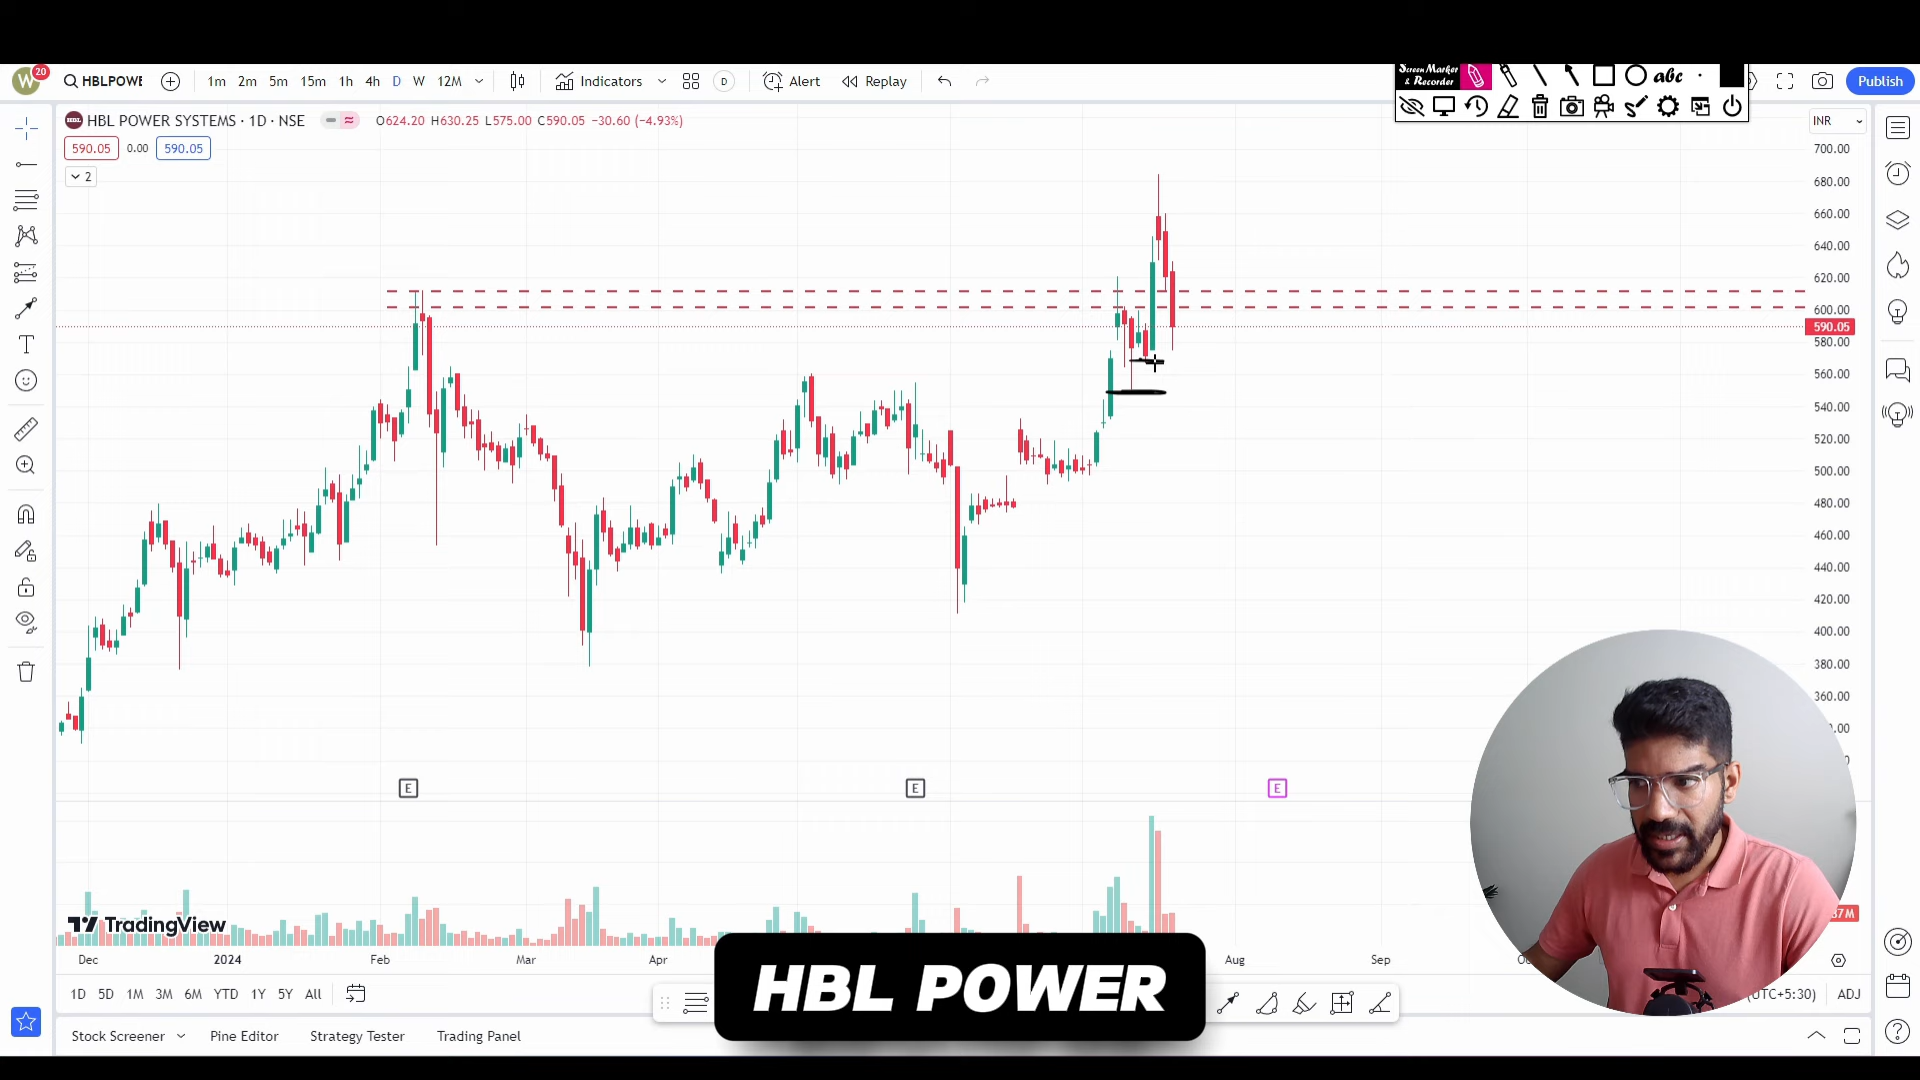 W 20 HBLPOWE 1m 2m 5m 15m 1h 4h D W 12M Indicators D Alert Replay Publish
Screen Marker
& Recorder
abc
HBL POWER SYSTEMS · 1D · NSE O624.20 H630.25 L575.00 C590.05 −30.60 (−4.93%)
INR
590.05 0.00 590.05
2
700.00
680.00
660.00
640.00
620.00
600.00
590.05
580.00
560.00
540.00
520.00
500.00
480.00
460.00
440.00
420.00
400.00
380.00
360.00
E E E
TradingView
Dec 2024 Feb Mar Apr Aug Sep
1D 5D 1M 3M 6M YTD 1Y 5Y All
(UTC+5:30) ADJ
HBL POWER
Stock Screener Pine Editor Strategy Tester Trading Panel